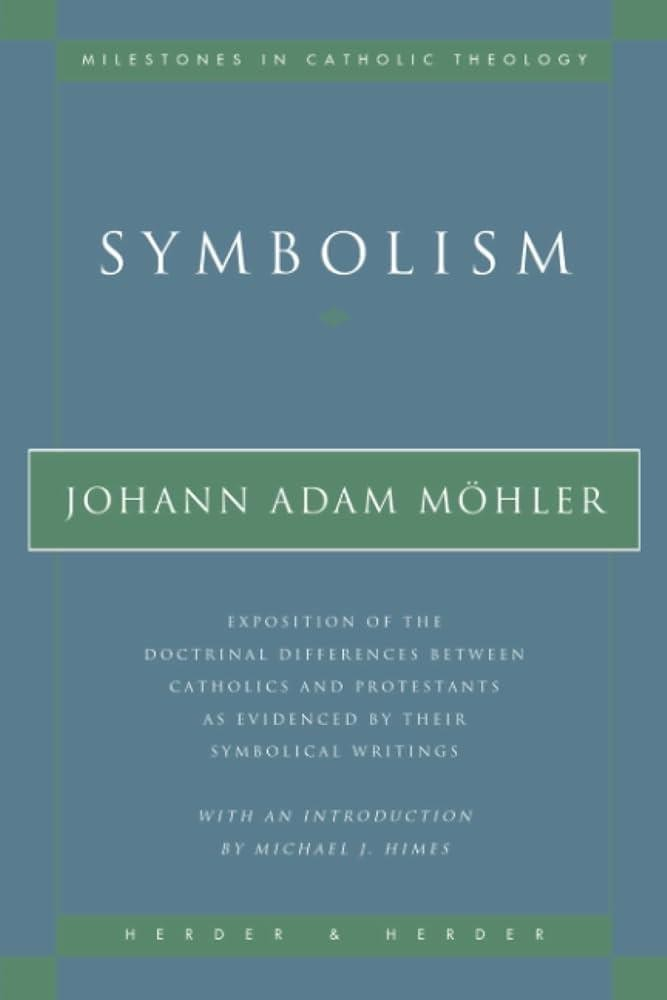 MILESTONES IN CATHOLIC THEOLOGY
SYMBOLISM
JOHANN ADAM MÖHLER
EXPOSITION OF THE
DOCTRINAL DIFFERENCES BETWEEN
CATHOLICS AND PROTESTANTS
AS EVIDENCED BY THEIR
SYMBOLICAL WRITINGS
WITH AN INTRODUCTION
BY MICHAEL J. HIMES
HERDER & HERDER